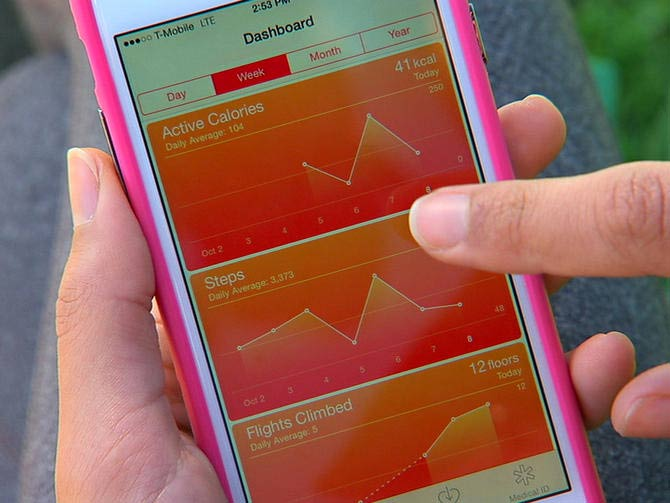 T-Mobile LTE 2:53 PM
Dashboard
Day Week Month Year
Active Calories 41 kcal
Daily Average: 104 Today
250
0
Oct 2 3 4 5 6 7 8
Steps
Daily Average: 3,373
48
Oct 2 3 4 5 6 7 8
Flights Climbed 12 floors
Daily Average: 5 Today
12
Medical ID